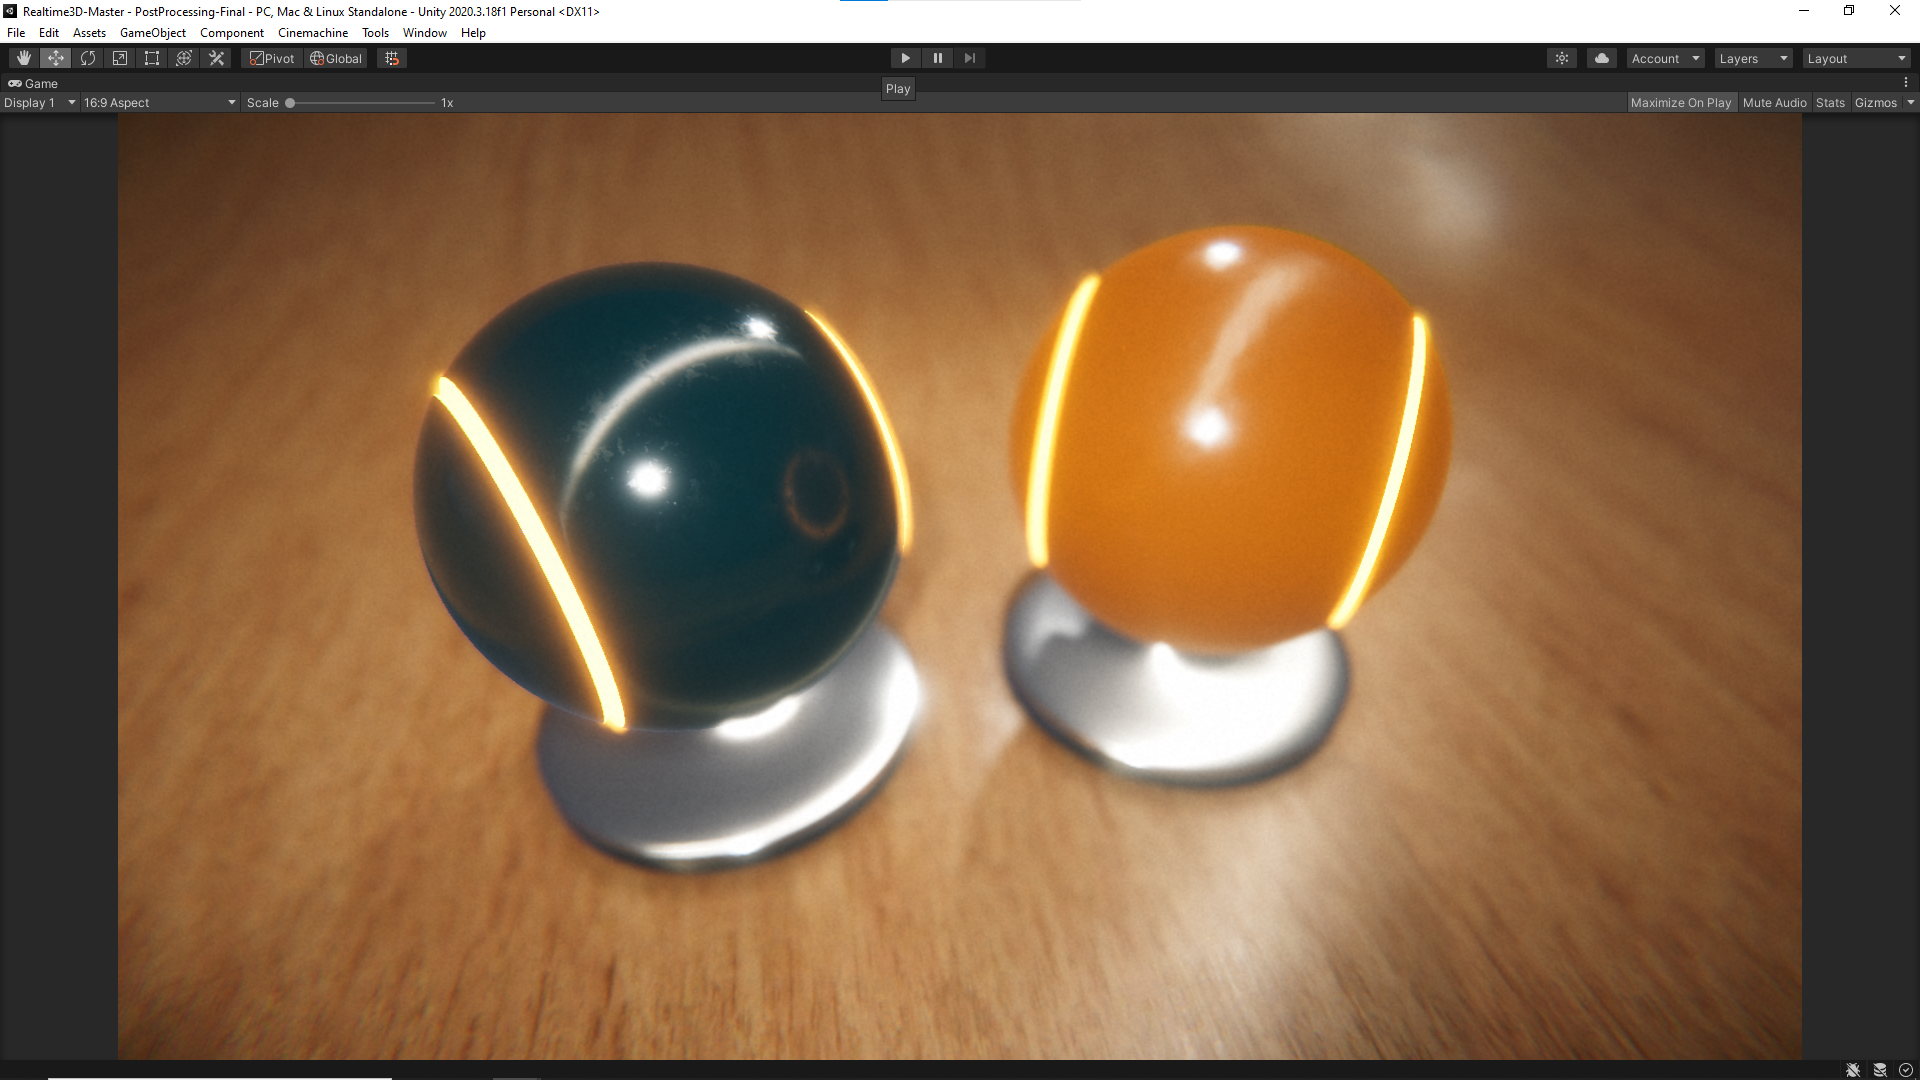 Realtime3D-Master - PostProcessing-Final - PC, Mac & Linux Standalone - Unity 2020.3.18f1 Personal <DX11>
File Edit Assets GameObject Component Cinemachine Tools Window Help
Pivot Global Account Layers Layout
Game
Play
Display 1 16:9 Aspect Scale 1x Maximize On Play Mute Audio Stats Gizmos